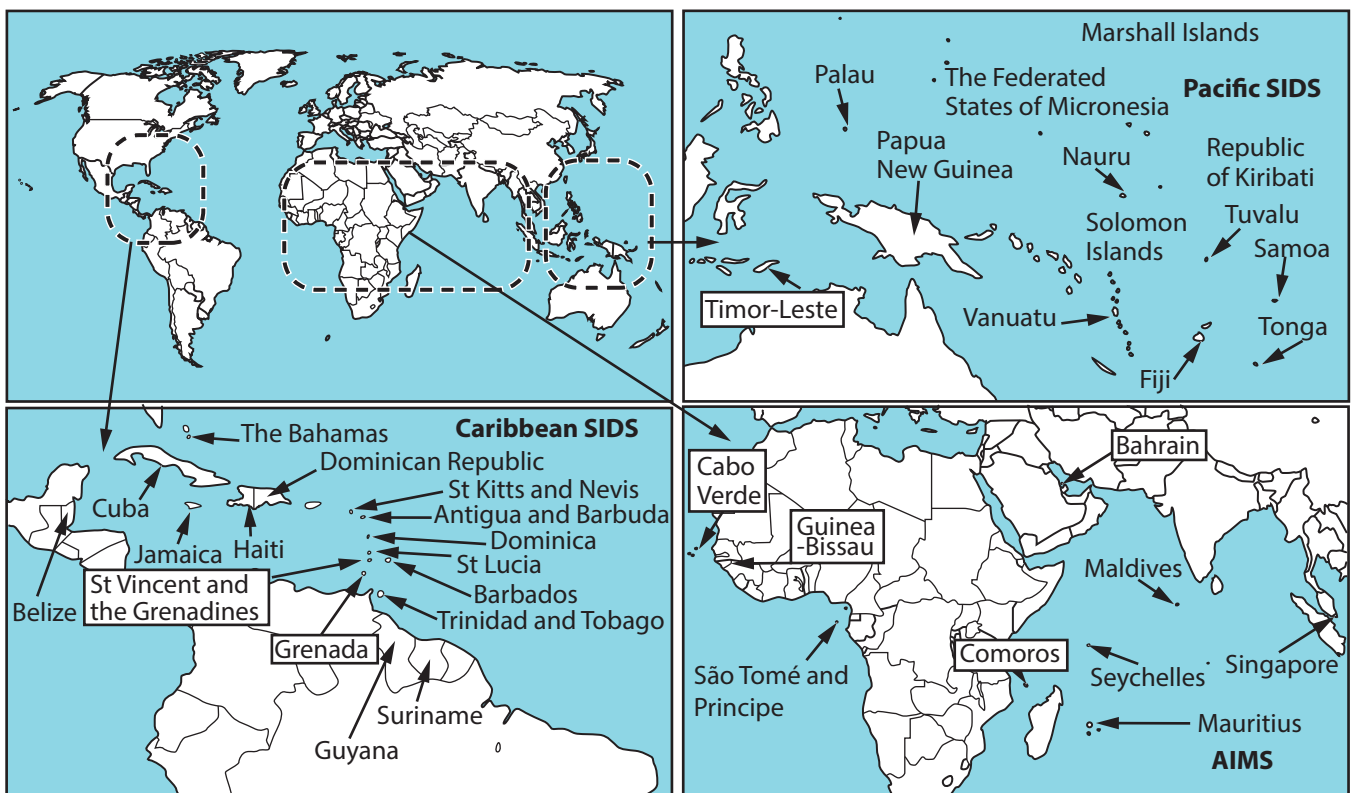 Marshall Islands
Palau
The Federated
States of Micronesia
Pacific SIDS
Papua
New Guinea
Nauru
Republic
of Kiribati
Solomon
Islands
Tuvalu
Samoa
Timor-Leste
Vanuatu
Tonga
Fiji
The Bahamas
Caribbean SIDS
Dominican Republic
Cuba
St Kitts and Nevis
Antigua and Barbuda
Jamaica
Haiti
Dominica
St Lucia
St Vincent and
the Grenadines
Belize
Barbados
Trinidad and Tobago
Grenada
Suriname
Guyana
Cabo
Verde
Bahrain
Guinea
-Bissau
Maldives
Comoros
São Tomé and
Principe
Seychelles
Singapore
Mauritius
AIMS